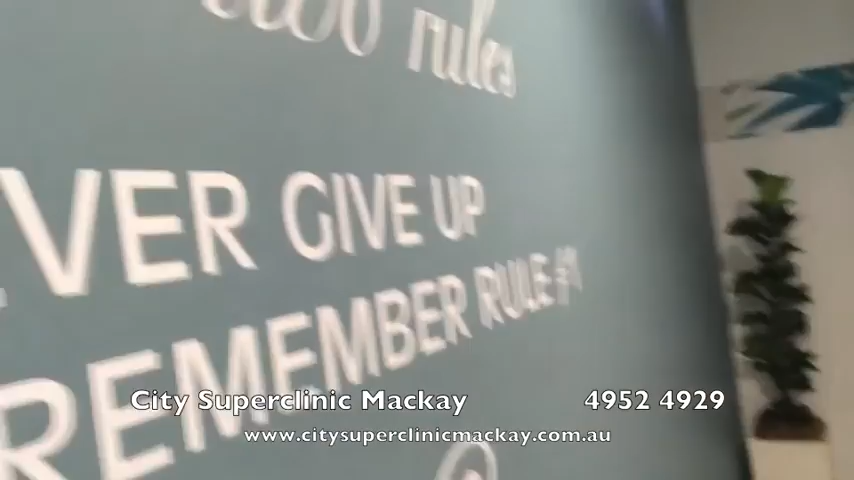 rules
VER GIVE UP
REMEMBER RULE #1
City Superclinic Mackay 4952 4929
www.citysuperclinicmackay.com.au